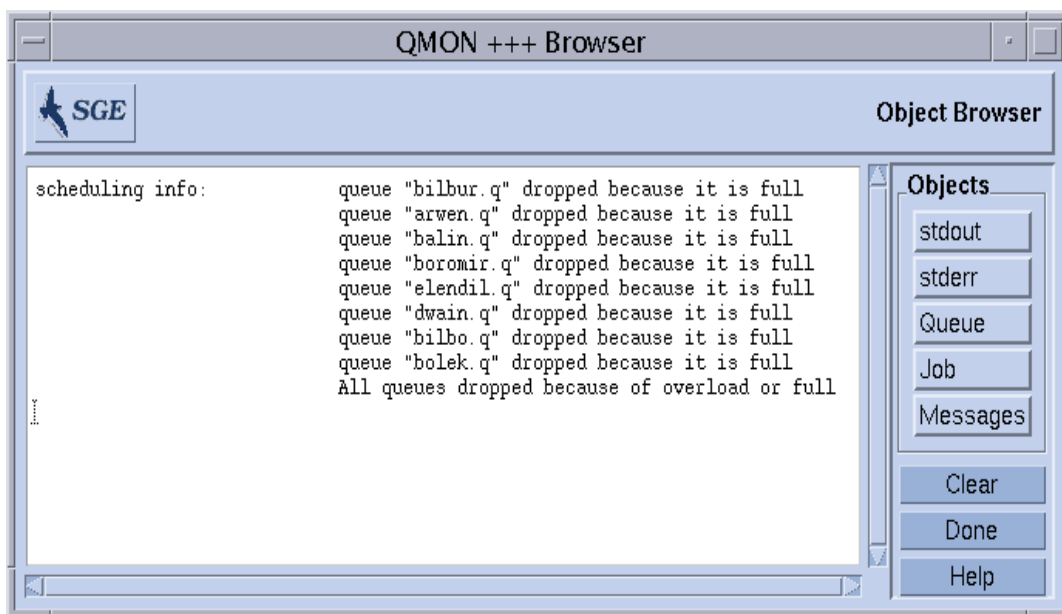 QMON +++ Browser
SGE
Object Browser
scheduling info: queue "bilbur.q" dropped because it is full
queue "arwen.q" dropped because it is full
queue "balin.q" dropped because it is full
queue "boromir.q" dropped because it is full
queue "elendil.q" dropped because it is full
queue "dwain.q" dropped because it is full
queue "bilbo.q" dropped because it is full
queue "bolek.q" dropped because it is full
All queues dropped because of overload or full
Objects
stdout
stderr
Queue
Job
Messages
Clear
Done
Help